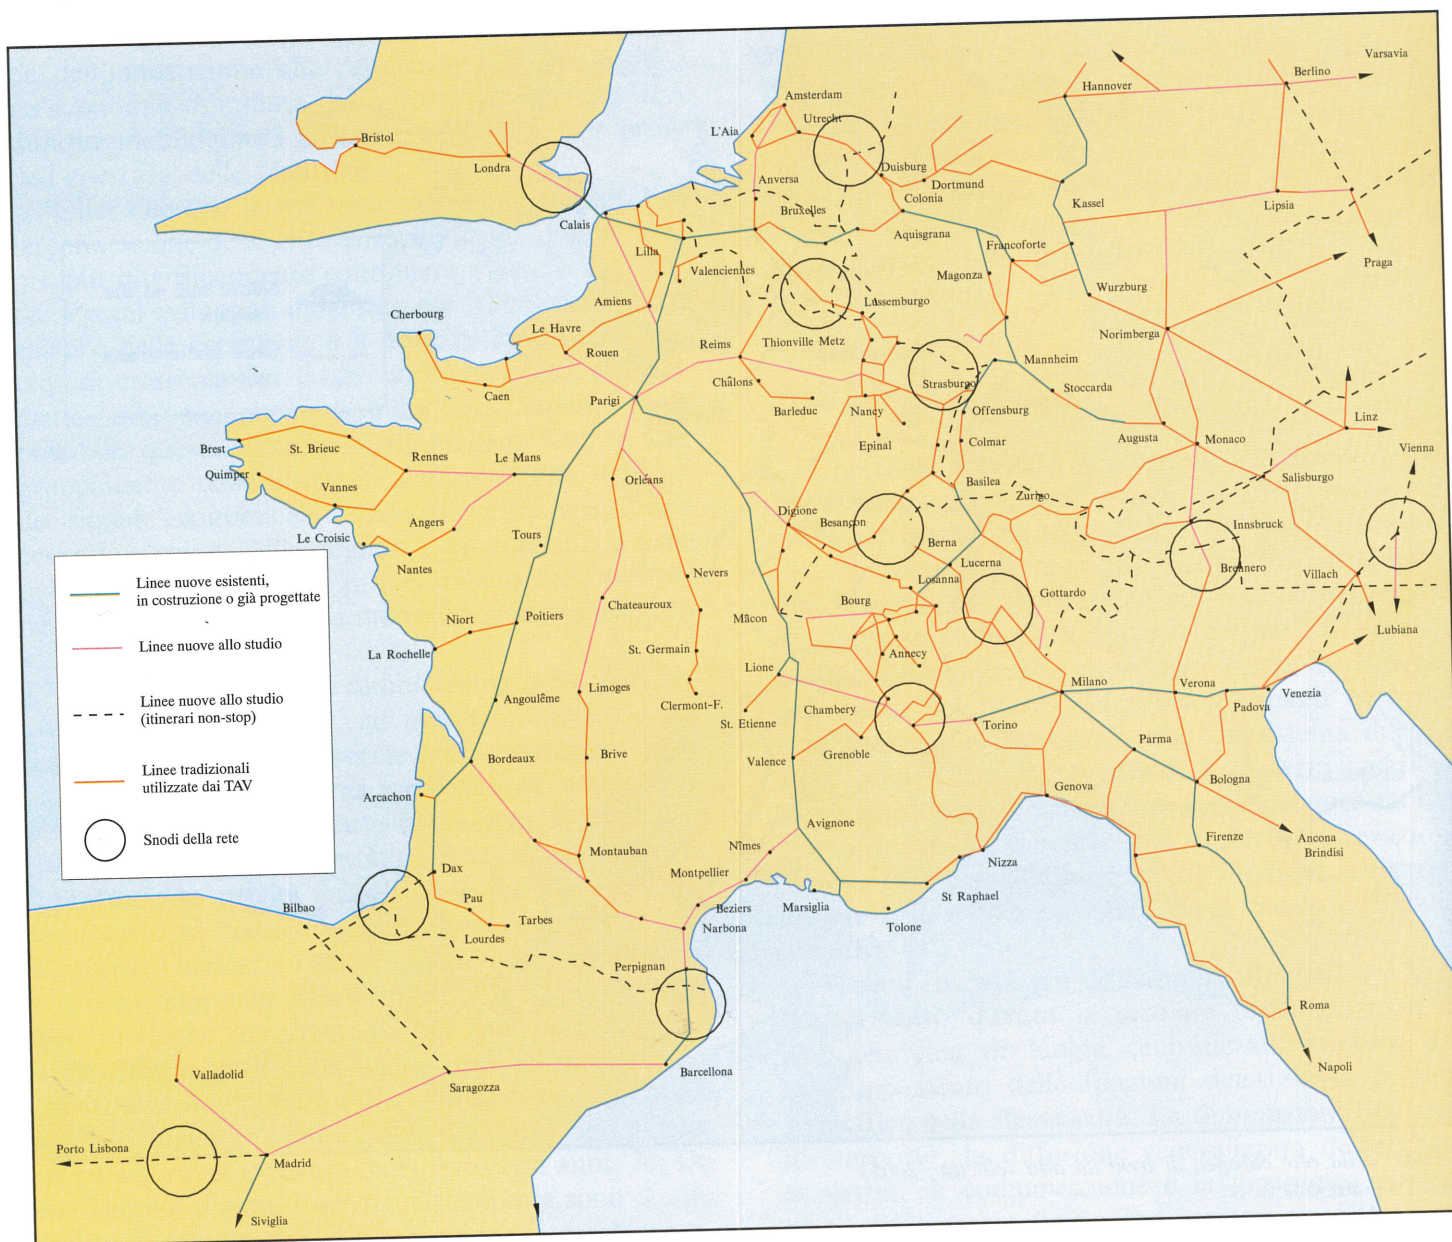 Varsavia
Berlino
Hannover
Amsterdam
Utrecht
L'Aia
Bristol
Londra
Duisburg
Dortmund
Anversa
Colonia
Kassel
Lipsia
Bruxelles
Calais
Aquisgrana
Francoforte
Praga
Lilla
Valenciennes
Magonza
Wurzburg
Amiens
Lussemburgo
Cherbourg
Le Havre
Norimberga
Rouen
Reims
Thionville Metz
Mannheim
Châlons
Strasburgo
Stoccarda
Caen
Parigi
Barleduc
Nancy
Offensburg
Linz
Epinal
Colmar
Augusta
Monaco
Brest
St. Brieuc
Rennes
Le Mans
Vienna
Quimper
Vannes
Orléans
Basilea
Zurigo
Salisburgo
Angers
Digione
Besançon
Innsbruck
Le Croisic
Tours
Berna
Nantes
Lucerna
Brennero
Villach
Nevers
Losanna
Chateauroux
Bourg
Gottardo
Niort
Poitiers
Mâcon
Lubiana
La Rochelle
St. Germain
Annecy
Lione
Limoges
Milano
Verona
Venezia
Angoulême
Clermont-F.
Chambery
Padova
St. Etienne
Torino
Brive
Grenoble
Parma
Bordeaux
Valence
Bologna
Arcachon
Genova
Avignone
Firenze
Ancona
Brindisi
Montauban
Nîmes
Nizza
Dax
Montpellier
Pau
Bilbao
Beziers
Marsiglia
St Raphael
Tarbes
Narbona
Tolone
Lourdes
Perpignan
Roma
Napoli
Valladolid
Saragozza
Barcellona
Porto Lisbona
Madrid
Siviglia
Linee nuove esistenti,
in costruzione o già progettate
Linee nuove allo studio
Linee nuove allo studio
(itinerari non-stop)
Linee tradizionali
utilizzate dai TAV
Snodi della rete